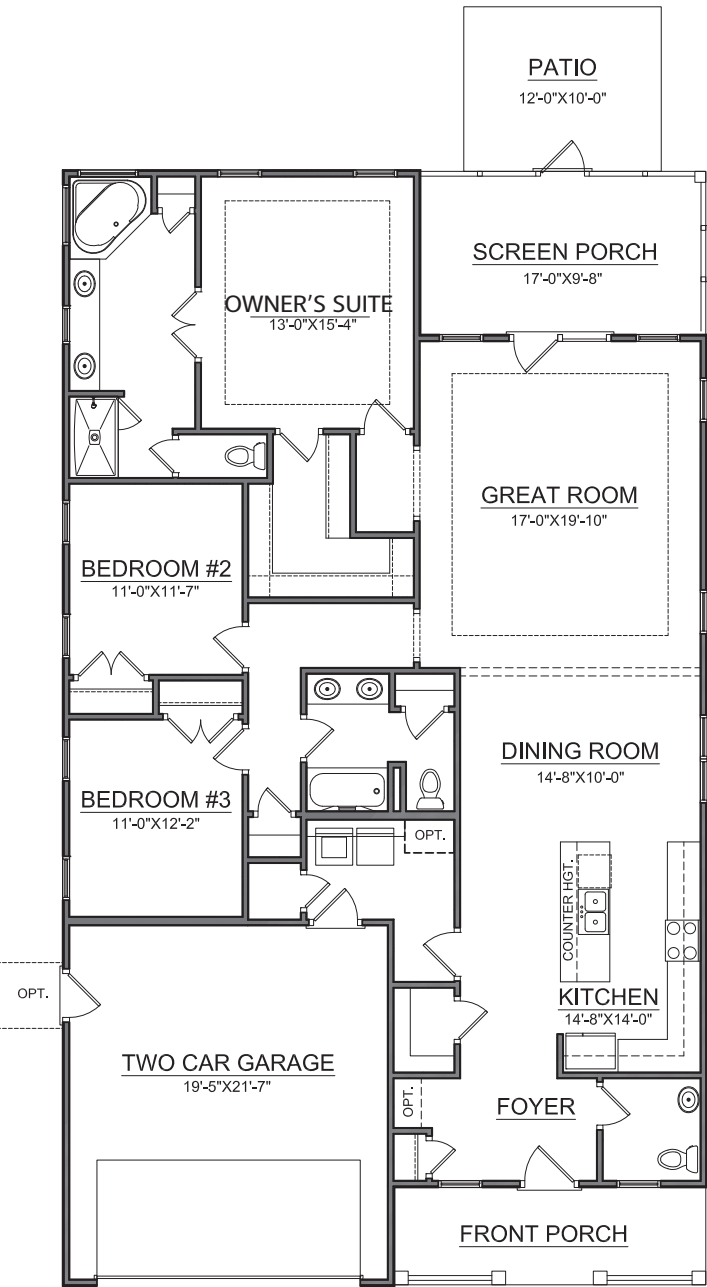 PATIO
12'-0"X10'-0"
SCREEN PORCH
17'-0"X9'-8"
OWNER'S SUITE
13'-0"X15'-4"
GREAT ROOM
17'-0"X19'-10"
BEDROOM #2
11'-0"X11'-7"
DINING ROOM
14'-8"X10'-0"
BEDROOM #3
11'-0"X12'-2"
OPT.
COUNTER HGT.
KITCHEN
14'-8"X14'-0"
OPT.
TWO CAR GARAGE
19'-5"X21'-7"
OPT.
FOYER
FRONT PORCH